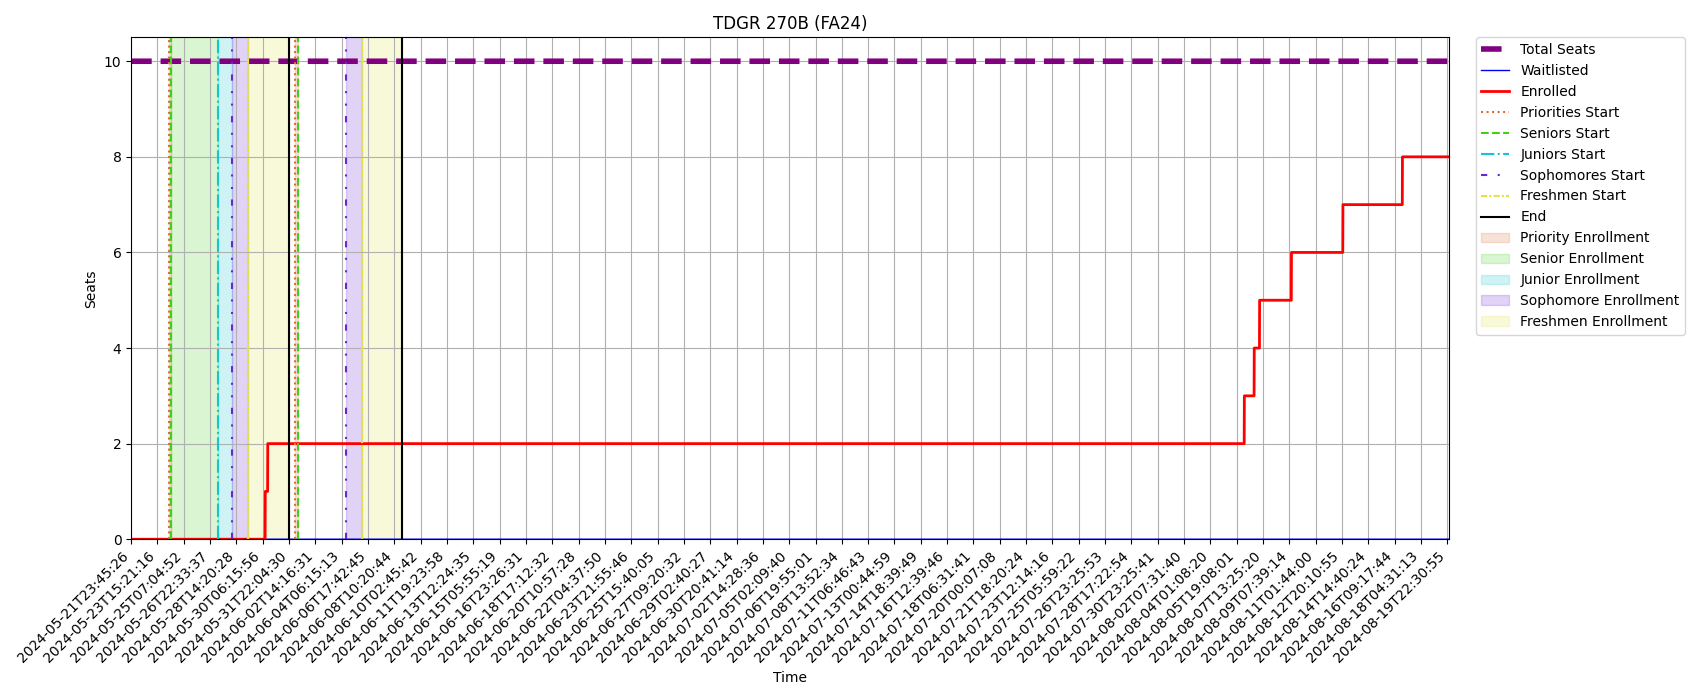 TDGR 270B (FA24)
10
8
6
4
2
0
Seats
2024-05-21T23:45:26
2024-05-23T15:21:16
2024-05-25T07:04:52
2024-05-26T22:33:37
2024-05-28T14:20:28
2024-05-30T06:15:56
2024-05-31T22:04:30
2024-06-02T14:16:31
2024-06-04T06:15:13
2024-06-06T17:42:45
2024-06-08T10:20:44
2024-06-10T02:45:42
2024-06-11T19:23:58
2024-06-13T12:24:35
2024-06-15T05:55:19
2024-06-16T23:26:31
2024-06-18T17:12:32
2024-06-20T10:57:28
2024-06-22T04:37:50
2024-06-23T21:55:46
2024-06-25T15:40:05
2024-06-27T09:20:32
2024-06-29T02:40:27
2024-06-30T20:41:14
2024-07-02T14:28:36
2024-07-05T02:09:40
2024-07-06T19:55:01
2024-07-08T13:52:34
2024-07-11T06:46:43
2024-07-13T00:44:59
2024-07-14T18:39:49
2024-07-16T12:39:46
2024-07-18T06:31:41
2024-07-20T00:07:08
2024-07-21T18:20:24
2024-07-23T12:14:16
2024-07-25T05:59:22
2024-07-26T23:25:53
2024-07-28T17:22:54
2024-07-30T23:25:41
2024-08-02T07:31:40
2024-08-04T01:08:20
2024-08-05T19:08:01
2024-08-07T13:25:20
2024-08-09T07:39:14
2024-08-11T01:44:00
2024-08-12T20:10:55
2024-08-14T14:40:24
2024-08-16T09:17:44
2024-08-18T04:31:13
2024-08-19T22:30:55
Time
Total Seats
Waitlisted
Enrolled
Priorities Start
Seniors Start
Juniors Start
Sophomores Start
Freshmen Start
End
Priority Enrollment
Senior Enrollment
Junior Enrollment
Sophomore Enrollment
Freshmen Enrollment